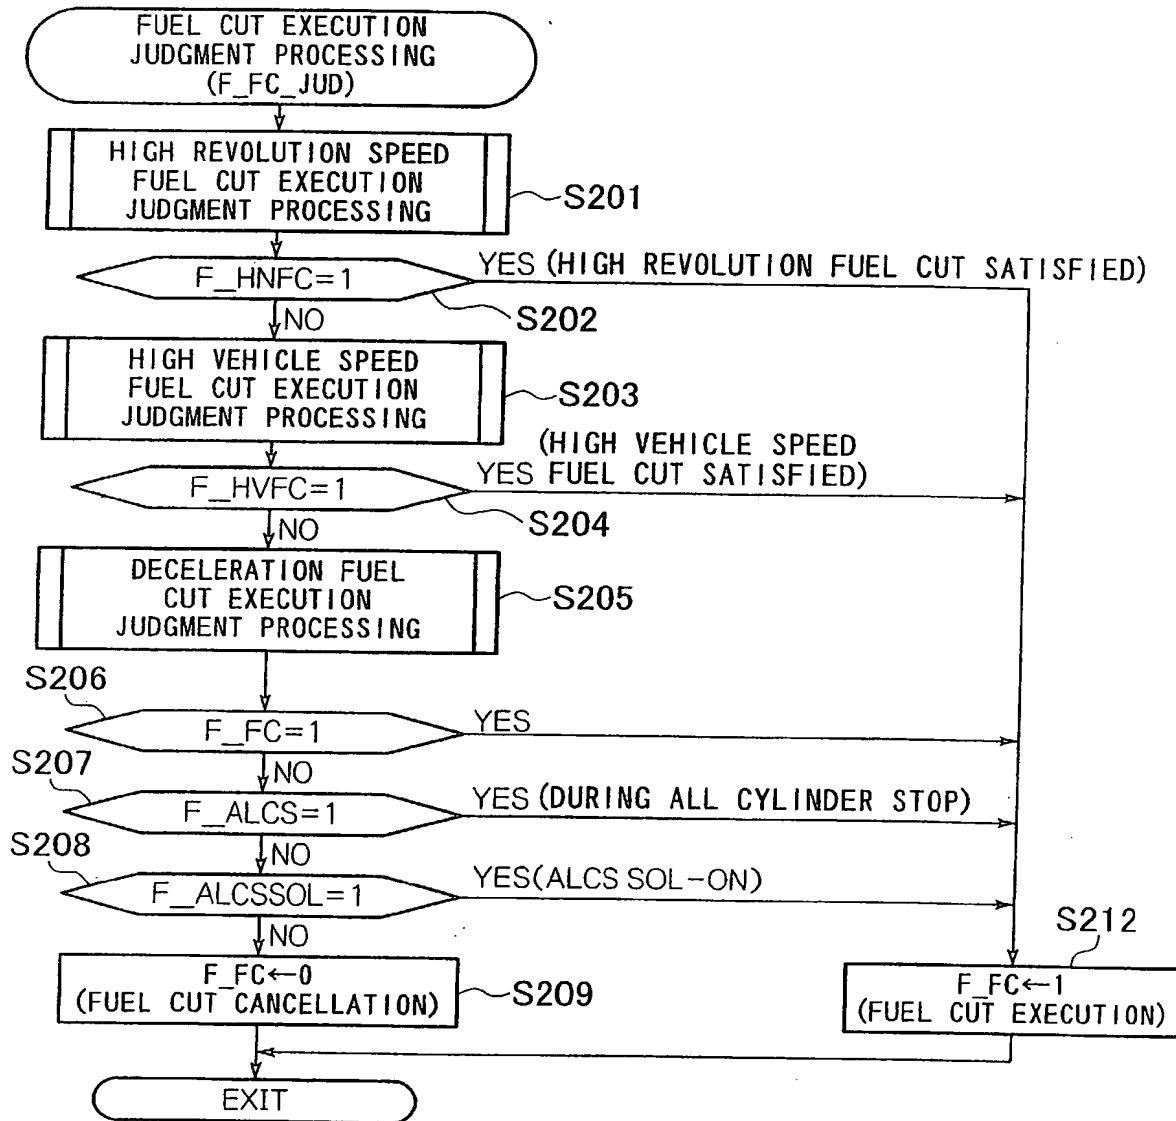 FUEL CUT EXECUTION
JUDGMENT PROCESSING
(F_FC_JUD)
HIGH REVOLUTION SPEED
FUEL CUT EXECUTION
JUDGMENT PROCESSING
S201
F_HNFC=1
YES (HIGH REVOLUTION FUEL CUT SATISFIED)
S202
NO
HIGH VEHICLE SPEED
FUEL CUT EXECUTION
JUDGMENT PROCESSING
S203
F_HVFC=1
(HIGH VEHICLE SPEED
YES FUEL CUT SATISFIED)
S204
NO
DECELERATION FUEL
CUT EXECUTION
JUDGMENT PROCESSING
S205
S206
F_FC=1
YES
NO
S207
F_ALCS=1
YES (DURING ALL CYLINDER STOP)
NO
S208
F_ALCSSOL=1
YES(ALCS SOL-ON)
NO
F_FC←0
(FUEL CUT CANCELLATION)
S209
S212
F_FC←1
(FUEL CUT EXECUTION)
EXIT